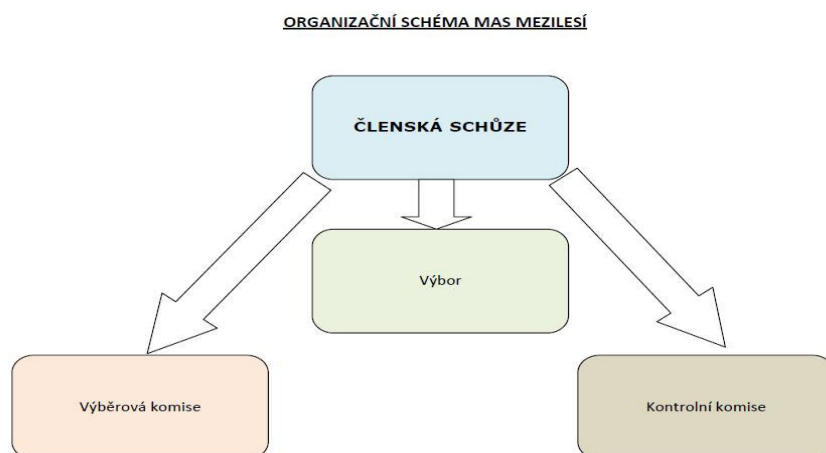 ORGANIZAČNÍ SCHÉMA MAS MEZILESÍ
ČLENSKÁ SCHŮZE
Výbor
Výběrová komise
Kontrolní komise